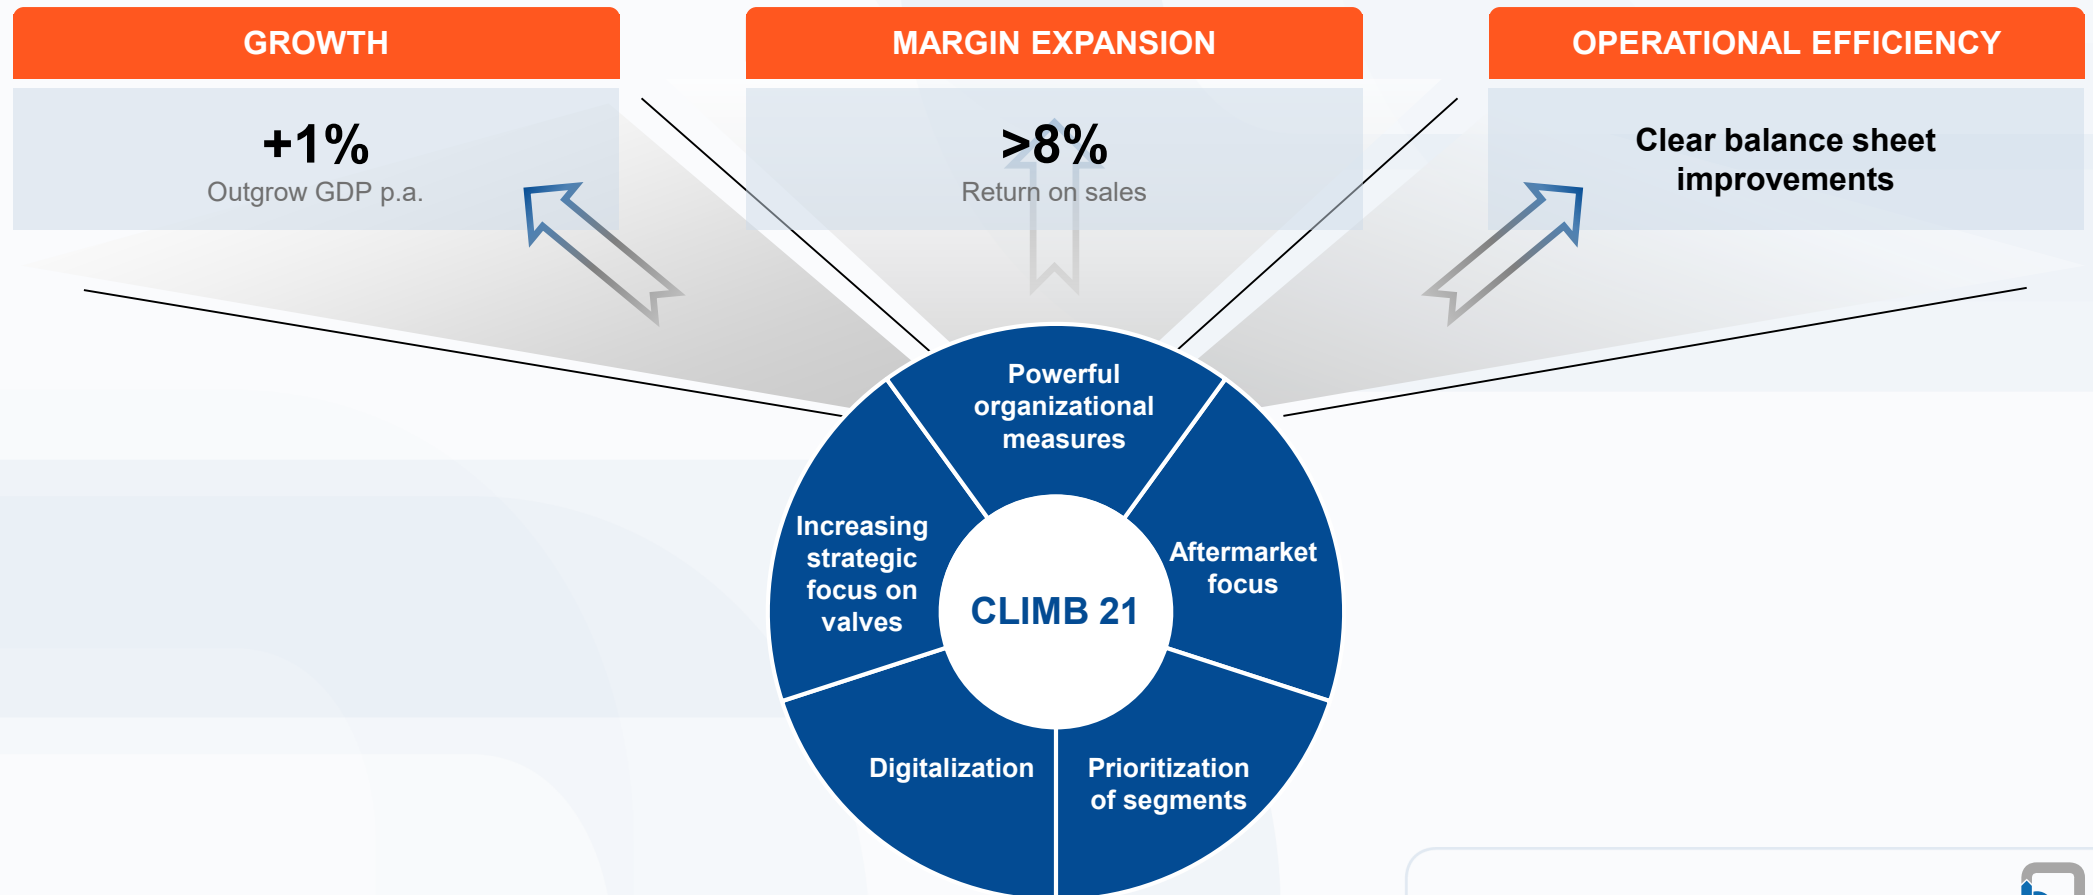 GROWTH
+1%
Outgrow GDP p.a.
MARGIN EXPANSION
>8%
Return on sales
OPERATIONAL EFFICIENCY
Clear balance sheet
improvements
Powerful
organizational
measures
Increasing
strategic
focus on
valves
Aftermarket
focus
CLIMB 21
Digitalization
Prioritization
of segments